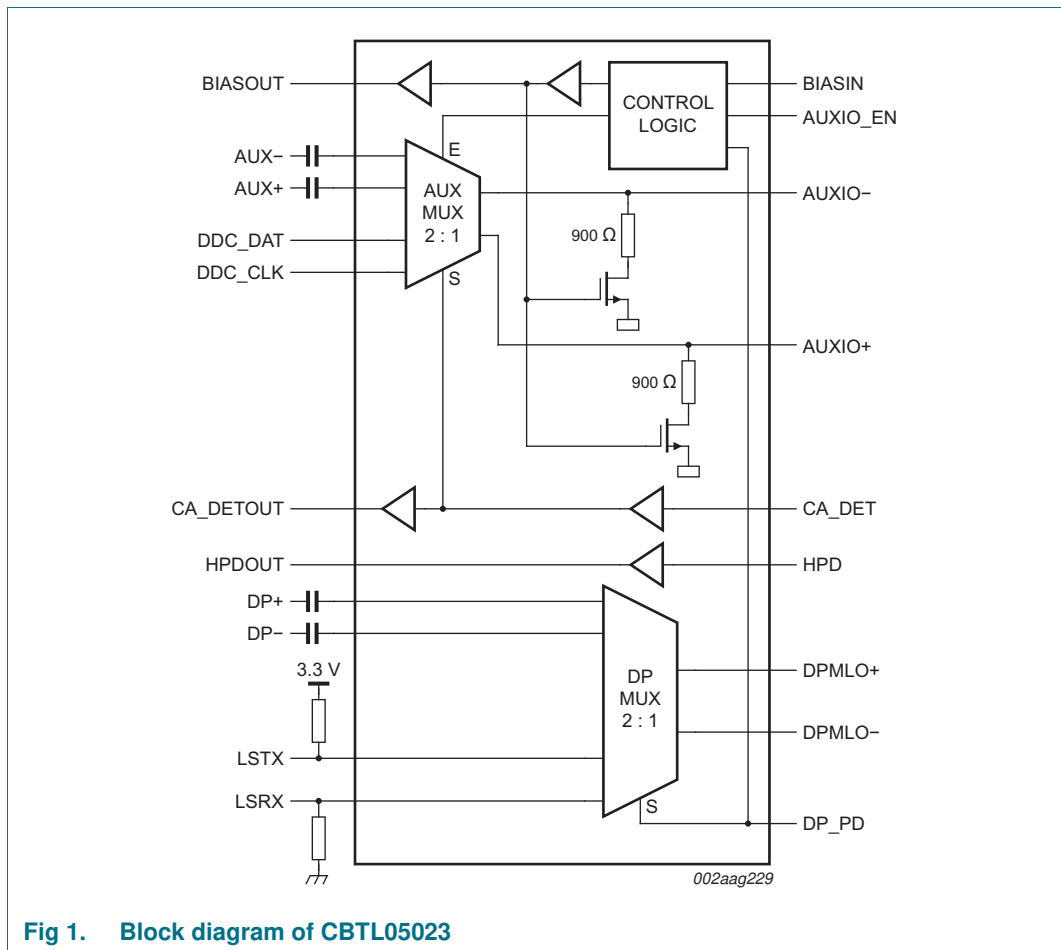 BIASOUT
CONTROL
LOGIC
BIASIN
AUXIO_EN
AUX−
AUX+
DDC_DAT
DDC_CLK
E
AUX
MUX
2 : 1
S
AUXIO−
900 Ω
AUXIO+
900 Ω
CA_DETOUT
CA_DET
HPDOUT
HPD
DP+
DP−
3.3 V
LSTX
LSRX
DP
MUX
2 : 1
S
DPMLO+
DPMLO−
DP_PD
002aag229
Fig 1. Block diagram of CBTL05023